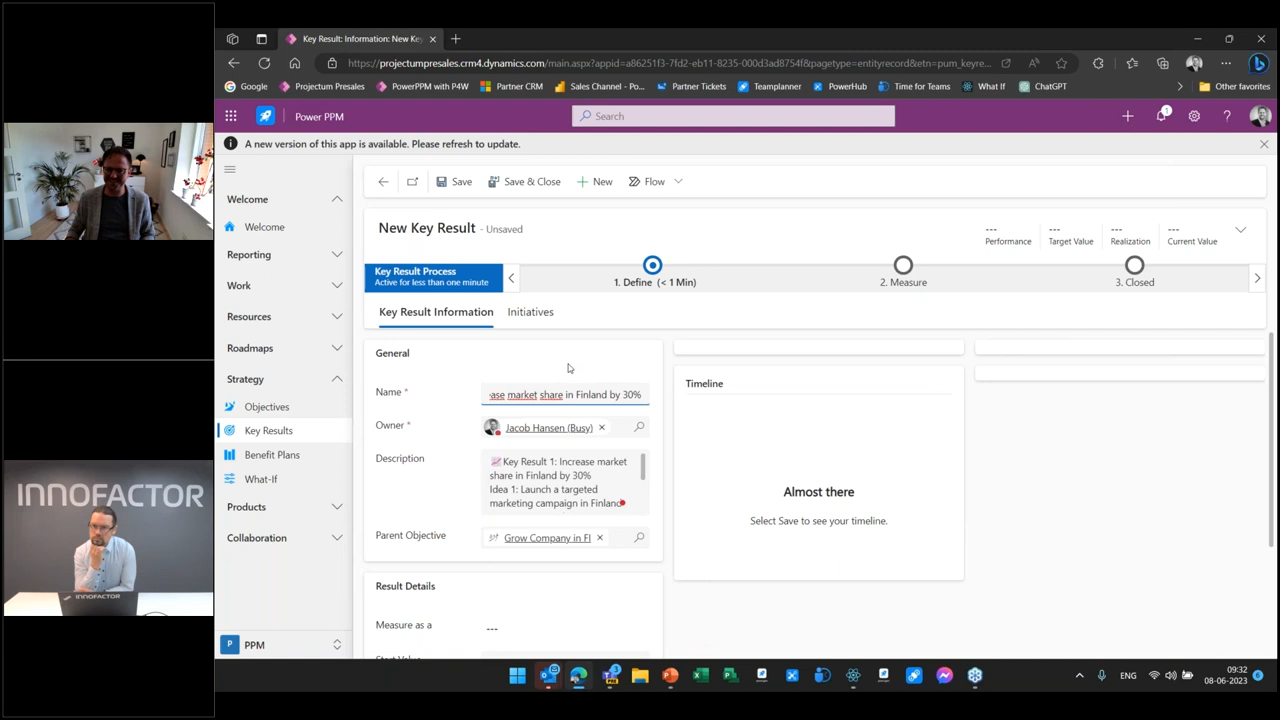 Key Result: Information: New Key
https://projectumpresales.crm4.dynamics.com/main.aspx?appid=a86251f3-7fd2-eb11-8235-000d3ad8754f&pagetype=entityrecord&etn=pum_keyre...
Google
Projectum Presales
PowerPPM with P4W
Partner CRM
Sales Channel - Po...
Partner Tickets
Teamplanner
PowerHub
Time for Teams
What If
ChatGPT
Other favorites
Power PPM
Search
1
A new version of this app is available. Please refresh to update.
Save
Save & Close
New
Flow
Welcome
Welcome
Reporting
Work
Resources
Roadmaps
Strategy
Objectives
Key Results
Benefit Plans
What-If
Products
Collaboration
P PPM
New Key Result - Unsaved
---
Performance
---
Target Value
---
Realization
---
Current Value
Key Result Process
Active for less than one minute
1. Define (< 1 Min)
2. Measure
3. Closed
Key Result Information
Initiatives
General
Name *
ase market share in Finland by 30%
Owner *
Jacob Hansen (Busy)
Description
Key Result 1: Increase market
share in Finland by 30%
Idea 1: Launch a targeted
marketing campaign in Finland
Parent Objective
Grow Company in FI
Result Details
Measure as a
---
Timeline
Almost there
Select Save to see your timeline.
INNOFACTOR
INNOFACTOR
ENG
09:32
08-06-2023